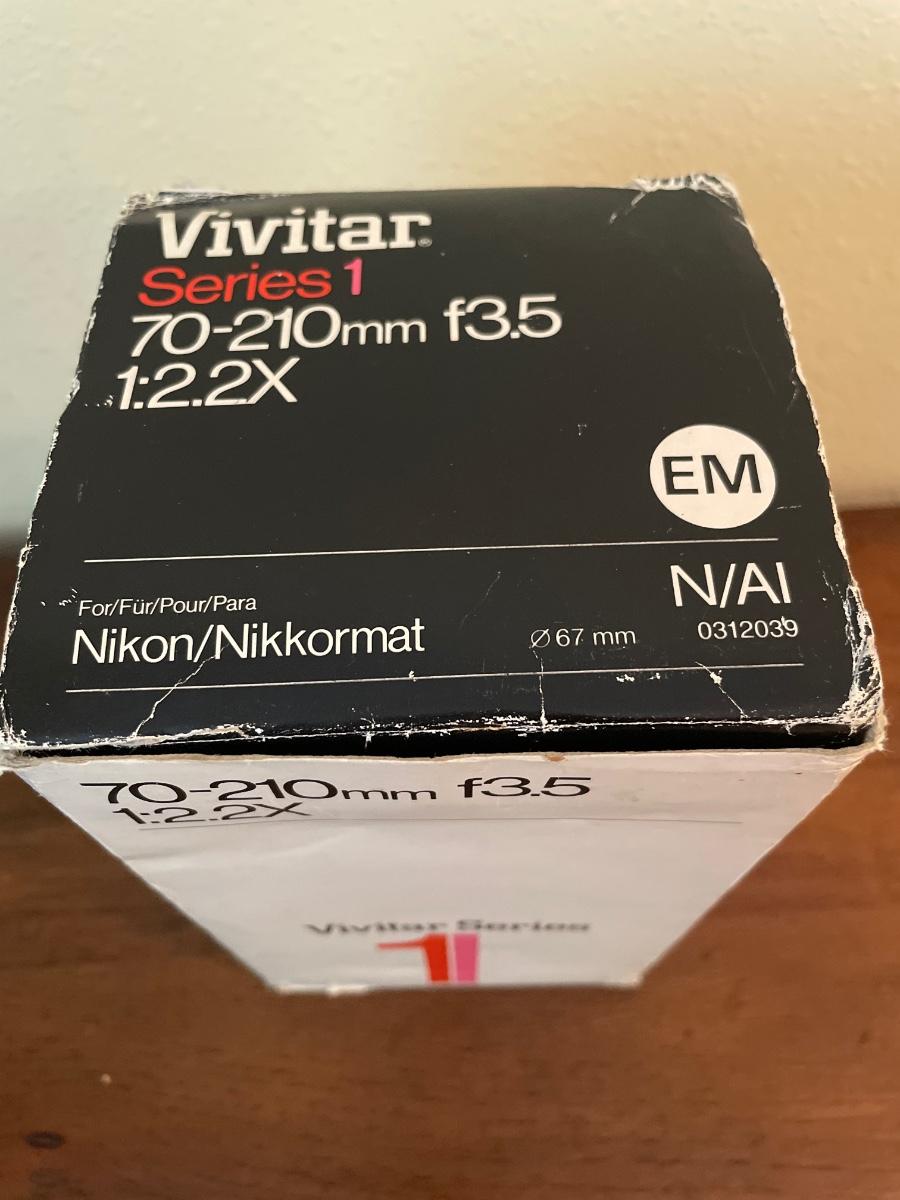 Vivitar®
Series 1
70-210mm f3.5
1:2.2X
EM
N/AI
For/Für/Pour/Para
Nikon/Nikkormat
Ø67 mm
0312039
70-210mm f3.5
1:2.2X
Vivitar Series
1